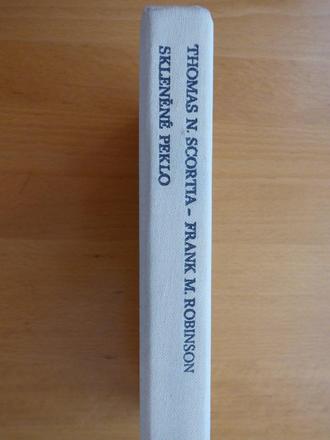 THOMAS N. SCORTIA - FRANK M. ROBINSON
SKLENĚNÉ PEKLO